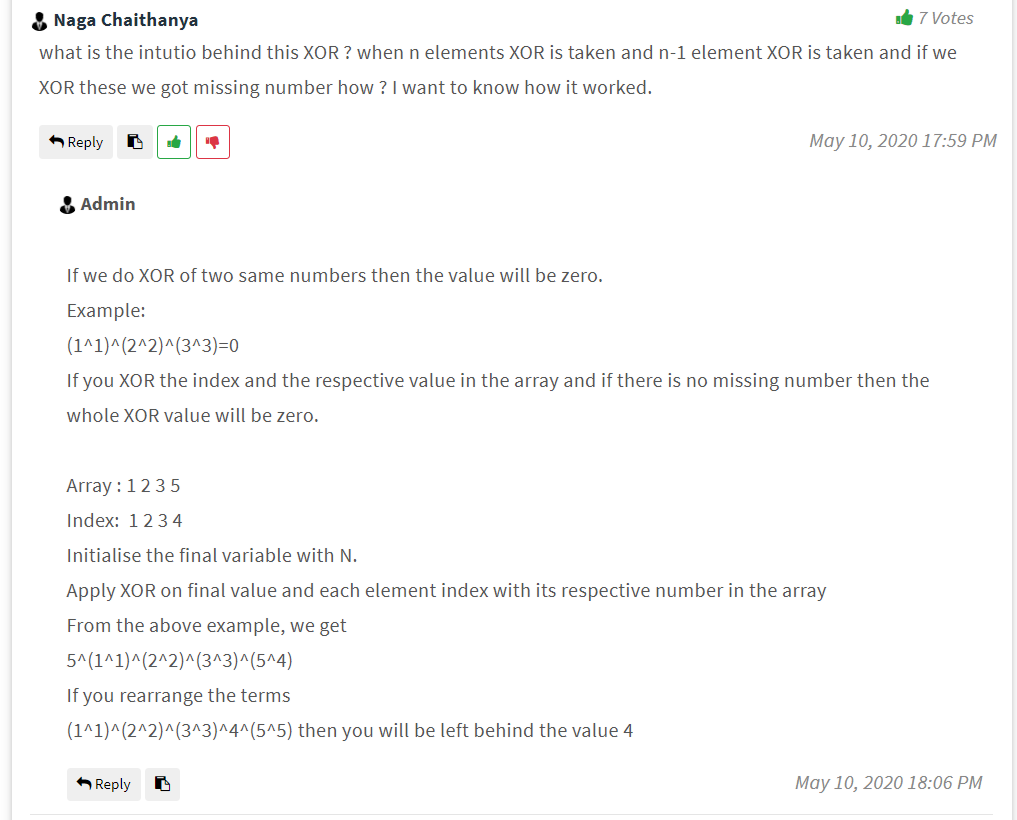 Naga Chaithanya
7 Votes
what is the intutio behind this XOR ? when n elements XOR is taken and n-1 element XOR is taken and if we
XOR these we got missing number how ? I want to know how it worked.
Reply
May 10, 2020 17:59 PM
Admin
If we do XOR of two same numbers then the value will be zero.
Example:
(1^1)^(2^2)^(3^3)=0
If you XOR the index and the respective value in the array and if there is no missing number then the
whole XOR value will be zero.
Array : 1 2 3 5
Index:  1 2 3 4
Initialise the final variable with N.
Apply XOR on final value and each element index with its respective number in the array
From the above example, we get
5^(1^1)^(2^2)^(3^3)^(5^4)
If you rearrange the terms
(1^1)^(2^2)^(3^3)^4^(5^5) then you will be left behind the value 4
Reply
May 10, 2020 18:06 PM